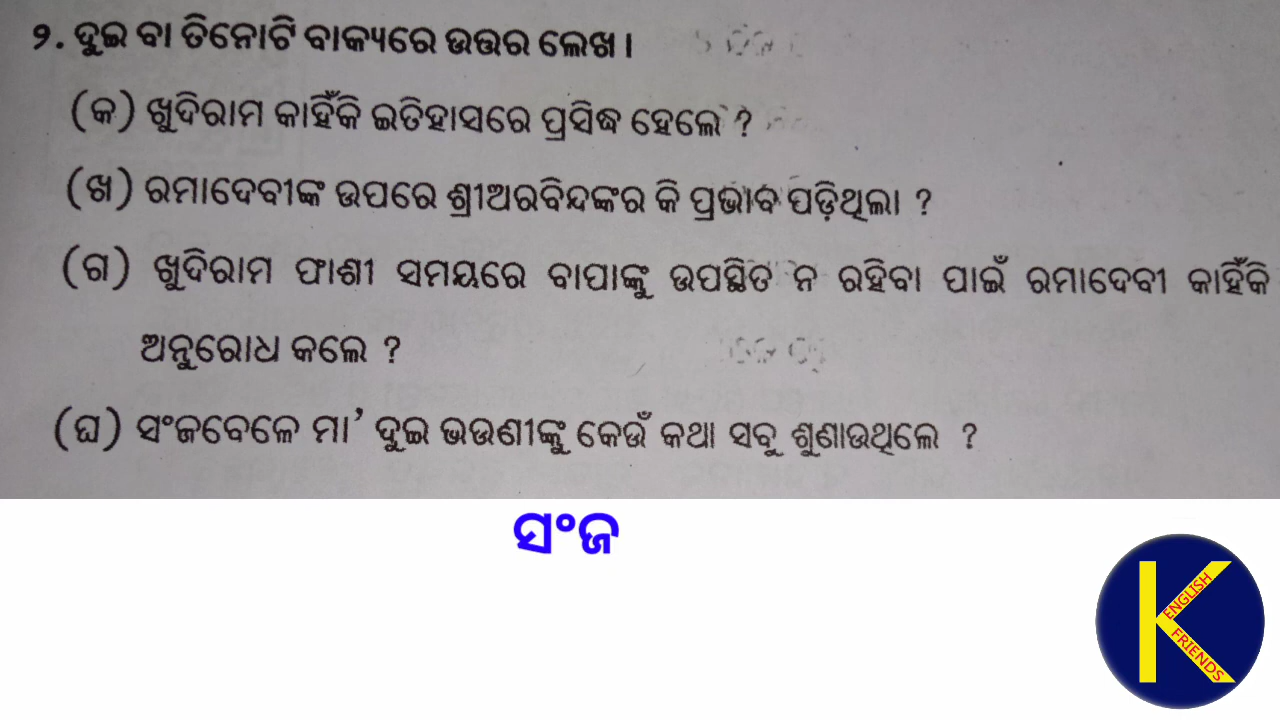 ୨. ଦୁଇ ବା ତିନୋଟି ବାକ୍ୟରେ ଉତ୍ତର ଲେଖ।
(କ) ଖୁଦିରାମ କାହିଁକି ଇତିହାସରେ ପ୍ରସିଦ୍ଧ ହେଲେ ?
(ଖ) ରମାଦେବୀଙ୍କ ଉପରେ ଶ୍ରୀଅରବିନ୍ଦଙ୍କର କି ପ୍ରଭାବ ପଡ଼ିଥିଲା ?
(ଗ) ଖୁଦିରାମ ଫାଶୀ ସମୟରେ ବାପାଙ୍କୁ ଉପସ୍ଥିତ ନ ରହିବା ପାଇଁ ରମାଦେବୀ କାହିଁକି
ଅନୁରୋଧ କଲେ ?
(ଘ) ସଂଜବେଳେ ମା’ ଦୁଇ ଭଉଣୀଙ୍କୁ କେଉଁ କଥା ସବୁ ଶୁଣାଉଥିଲେ ?
ସଂଜ
K
ENGLISH
FRIENDS